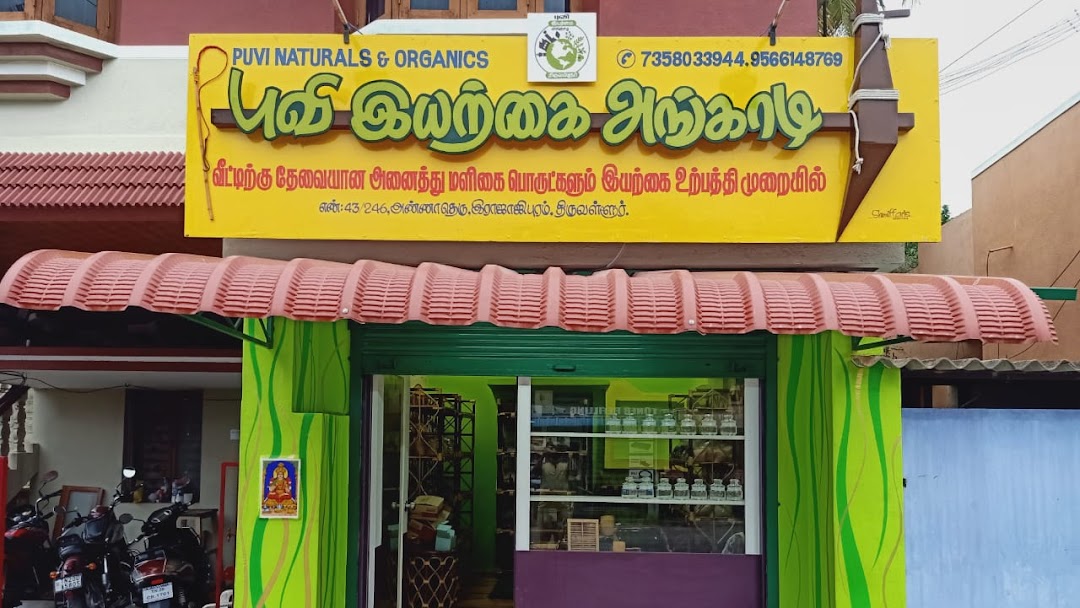 புவி
PUVI NATURALS & ORGANICS
7358033944.9566148769
புவி இயற்கை அங்காடி
வீட்டிற்கு தேவையான அனைத்து மளிகை பொருட்களும் இயற்கை உற்பத்தி முறையில்
எண்:43/246,அண்ணாதெரு,இராஜாஜிபுரம், திருவள்ளூர்.